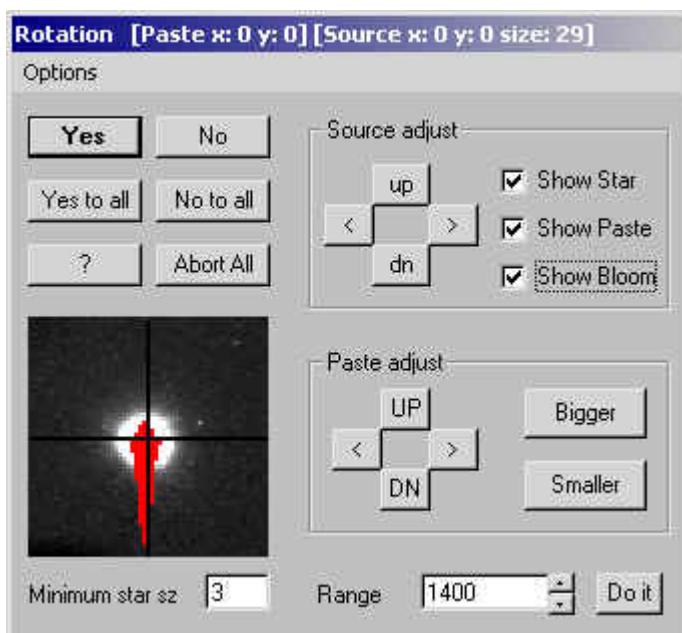 Rotation [Paste x: 0 y: 0] [Source x: 0 y: 0 size: 29]
Options
Yes
No
Yes to all
No to all
?
Abort All
Source adjust
up
<
>
dn
Show Star
Show Paste
Show Bloom
Paste adjust
UP
<
>
DN
Bigger
Smaller
Minimum star sz
3
Range
1400
Do it